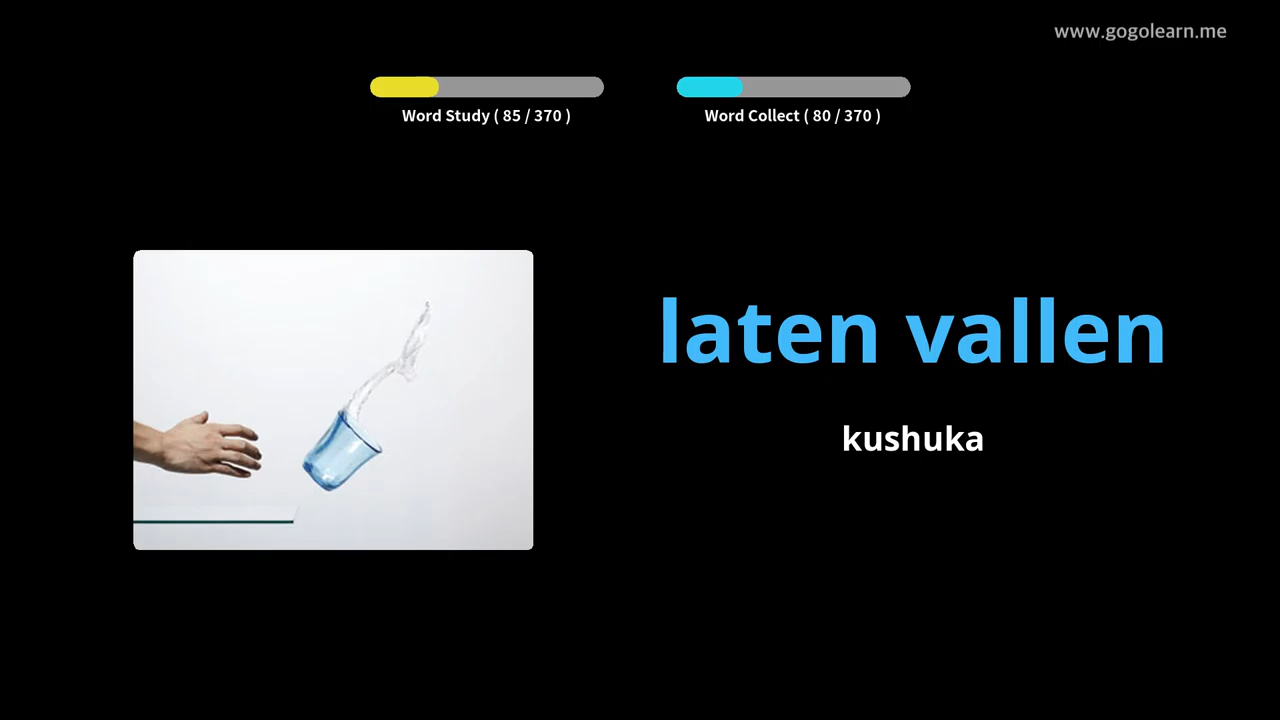 www.gogolearn.me
Word Study ( 85 / 370 )
Word Collect ( 80 / 370 )
laten vallen
kushuka